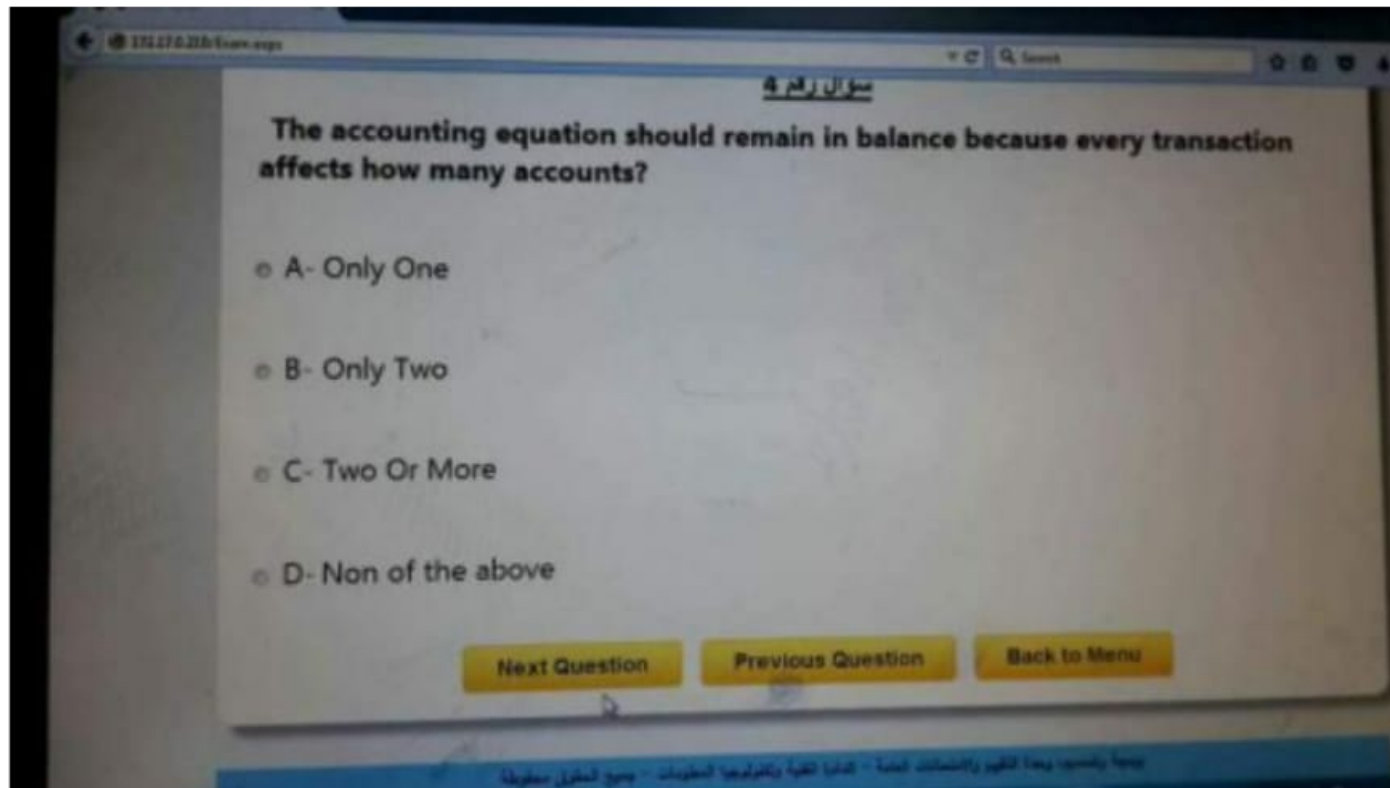 Search
سؤال رقم 4
The accounting equation should remain in balance because every transaction
affects how many accounts?
A- Only One
B- Only Two
C- Two Or More
D- Non of the above
Next Question Previous Question Back to Menu